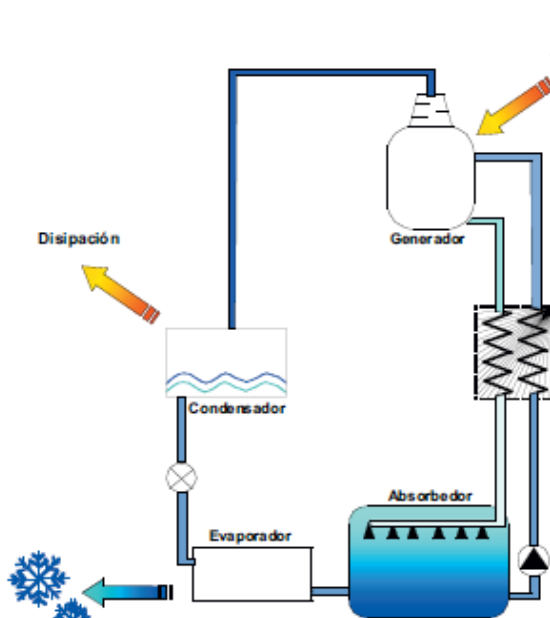 Disipación
Generador
Condensador
Absorbedor
Evaporador